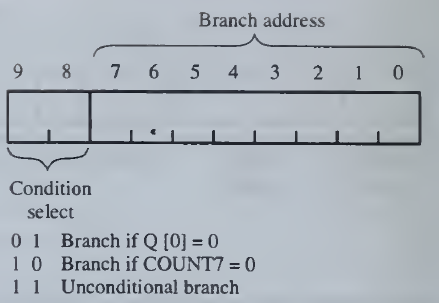 Branch address
9 8 7 6 5 4 3 2 1 0
Condition
select
0 1 Branch if Q [0] = 0
1 0 Branch if COUNT7 = 0
1 1 Unconditional branch